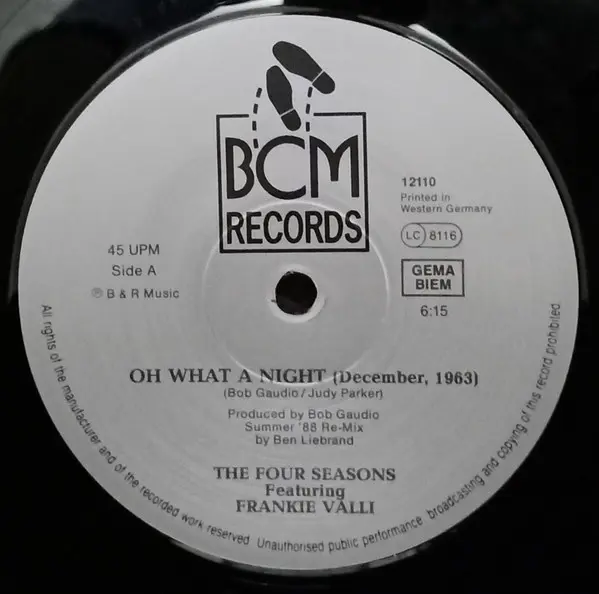 BCM
RECORDS
12110
Printed in
Western Germany
LC 8116
GEMA
BIEM
6:15
45 UPM
Side A
℗ B & R Music
OH WHAT A NIGHT (December, 1963)
(Bob Gaudio/Judy Parker)
Produced by Bob Gaudio
Summer '88 Re-Mix
by Ben Liebrand
THE FOUR SEASONS
Featuring
FRANKIE VALLI
All rights of the manufacturer and of the recorded work reserved. Unauthorised public performance, broadcasting and copying of this record prohibited.